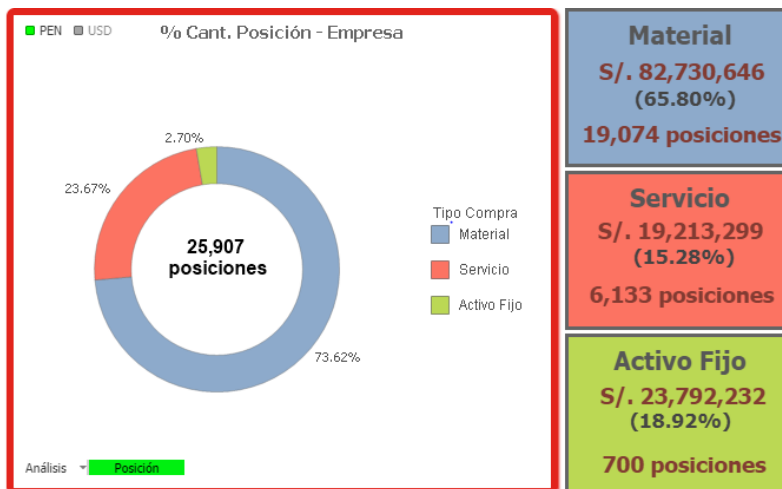 PEN USD
% Cant. Posición - Empresa
2.70%
23.67%
25,907
posiciones
73.62%
Tipo Compra
Material
Servicio
Activo Fijo
Análisis
Posición
Material
S/. 82,730,646
(65.80%)
19,074 posiciones
Servicio
S/. 19,213,299
(15.28%)
6,133 posiciones
Activo Fijo
S/. 23,792,232
(18.92%)
700 posiciones